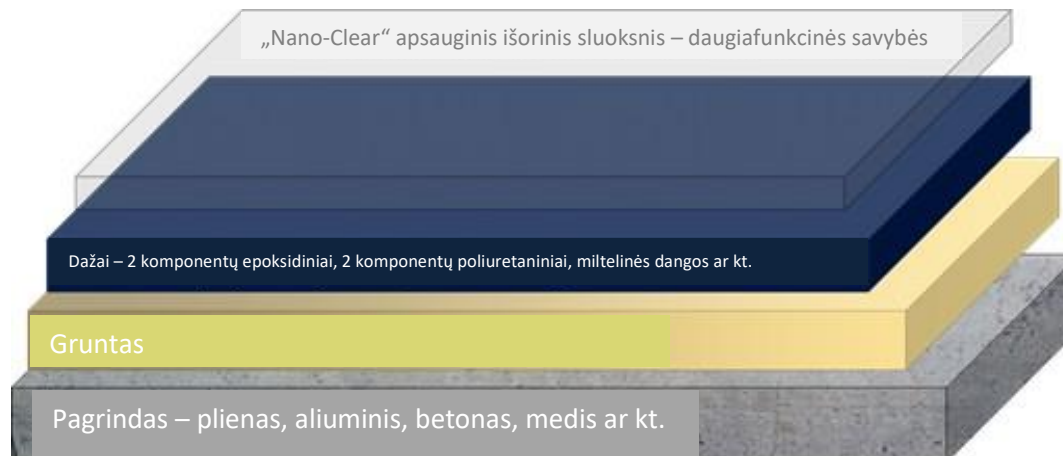 „Nano-Clear“ apsauginis išorinis sluoksnis – daugiafunkcinės savybės
Dažai – 2 komponentų epoksidiniai, 2 komponentų poliuretaniniai, miltelinės dangos ar kt.
Gruntas
Pagrindas – plienas, aliuminis, betonas, medis ar kt.